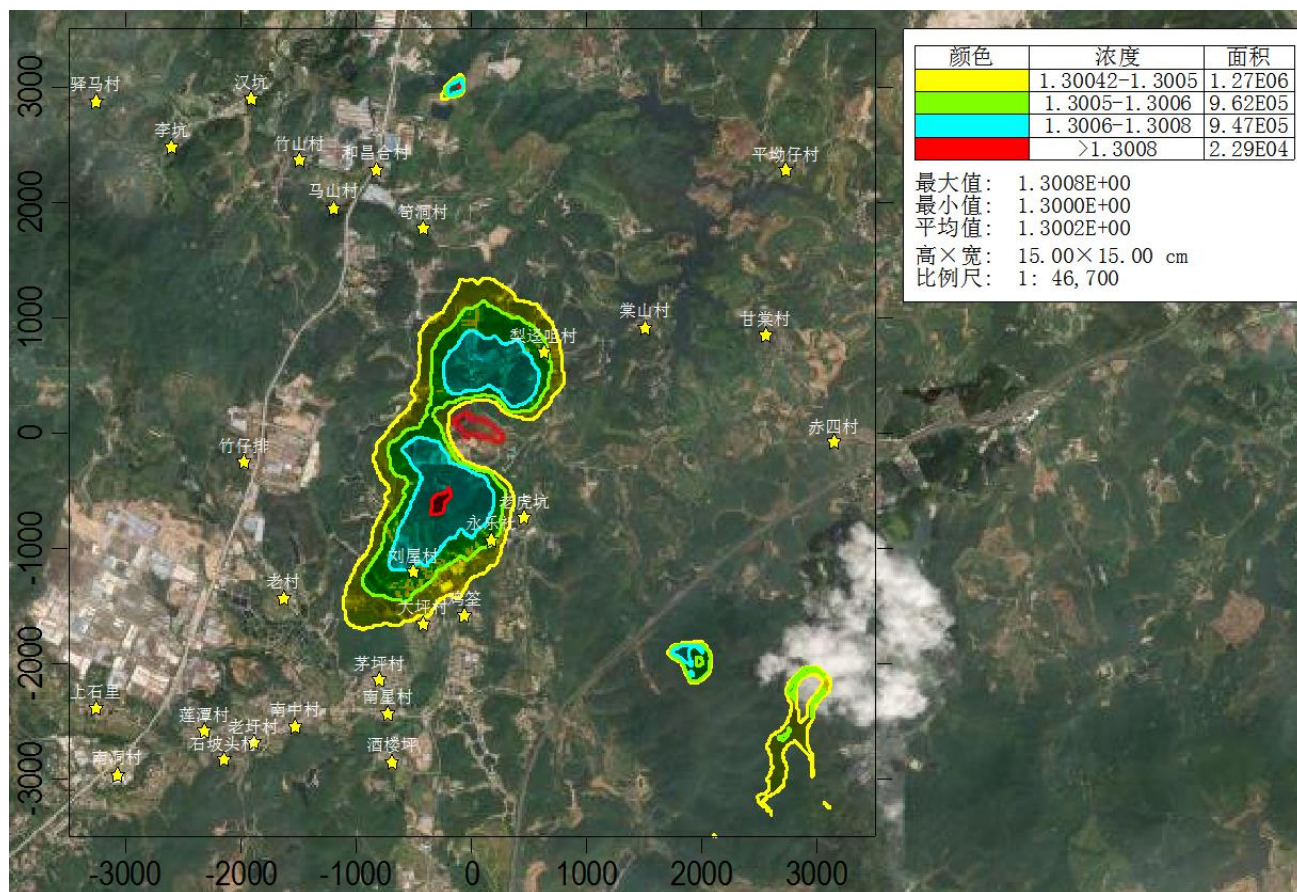 颜色 浓度 面积
1.30042-1.3005 1.27E06
1.3005-1.3006 9.62E05
1.3006-1.3008 9.47E05
>1.3008 2.29E04
最大值: 1.3008E+00
最小值: 1.3000E+00
平均值: 1.3002E+00
高×宽: 15.00×15.00 cm
比例尺: 1: 46,700
3000
2000
1000
0
-1000
-2000
-3000
驿马村
汉坑
李坑
竹山村
和昌合村
平坳仔村
马山村
笋洞村
棠山村
甘棠村
梨迳咀村
赤四村
竹仔排
老虎坑
永乐社
刘屋村
老村
大坪村
茅坪村
上石里
南星村
莲潭村
老圩村
南中村
石坡头村
酒楼坪
南洞村
-3000 -2000 -1000 0 1000 2000 3000